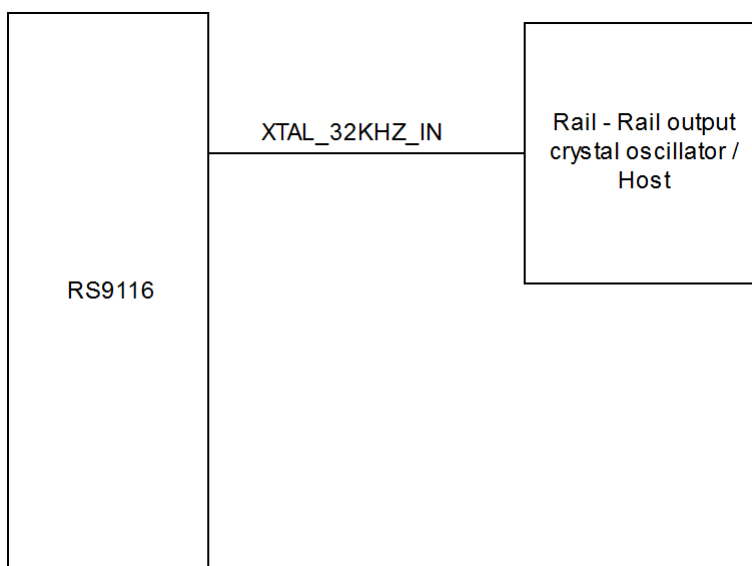 XTAL_32KHZ_IN
Rail - Rail output
crystal oscillator /
Host
RS9116